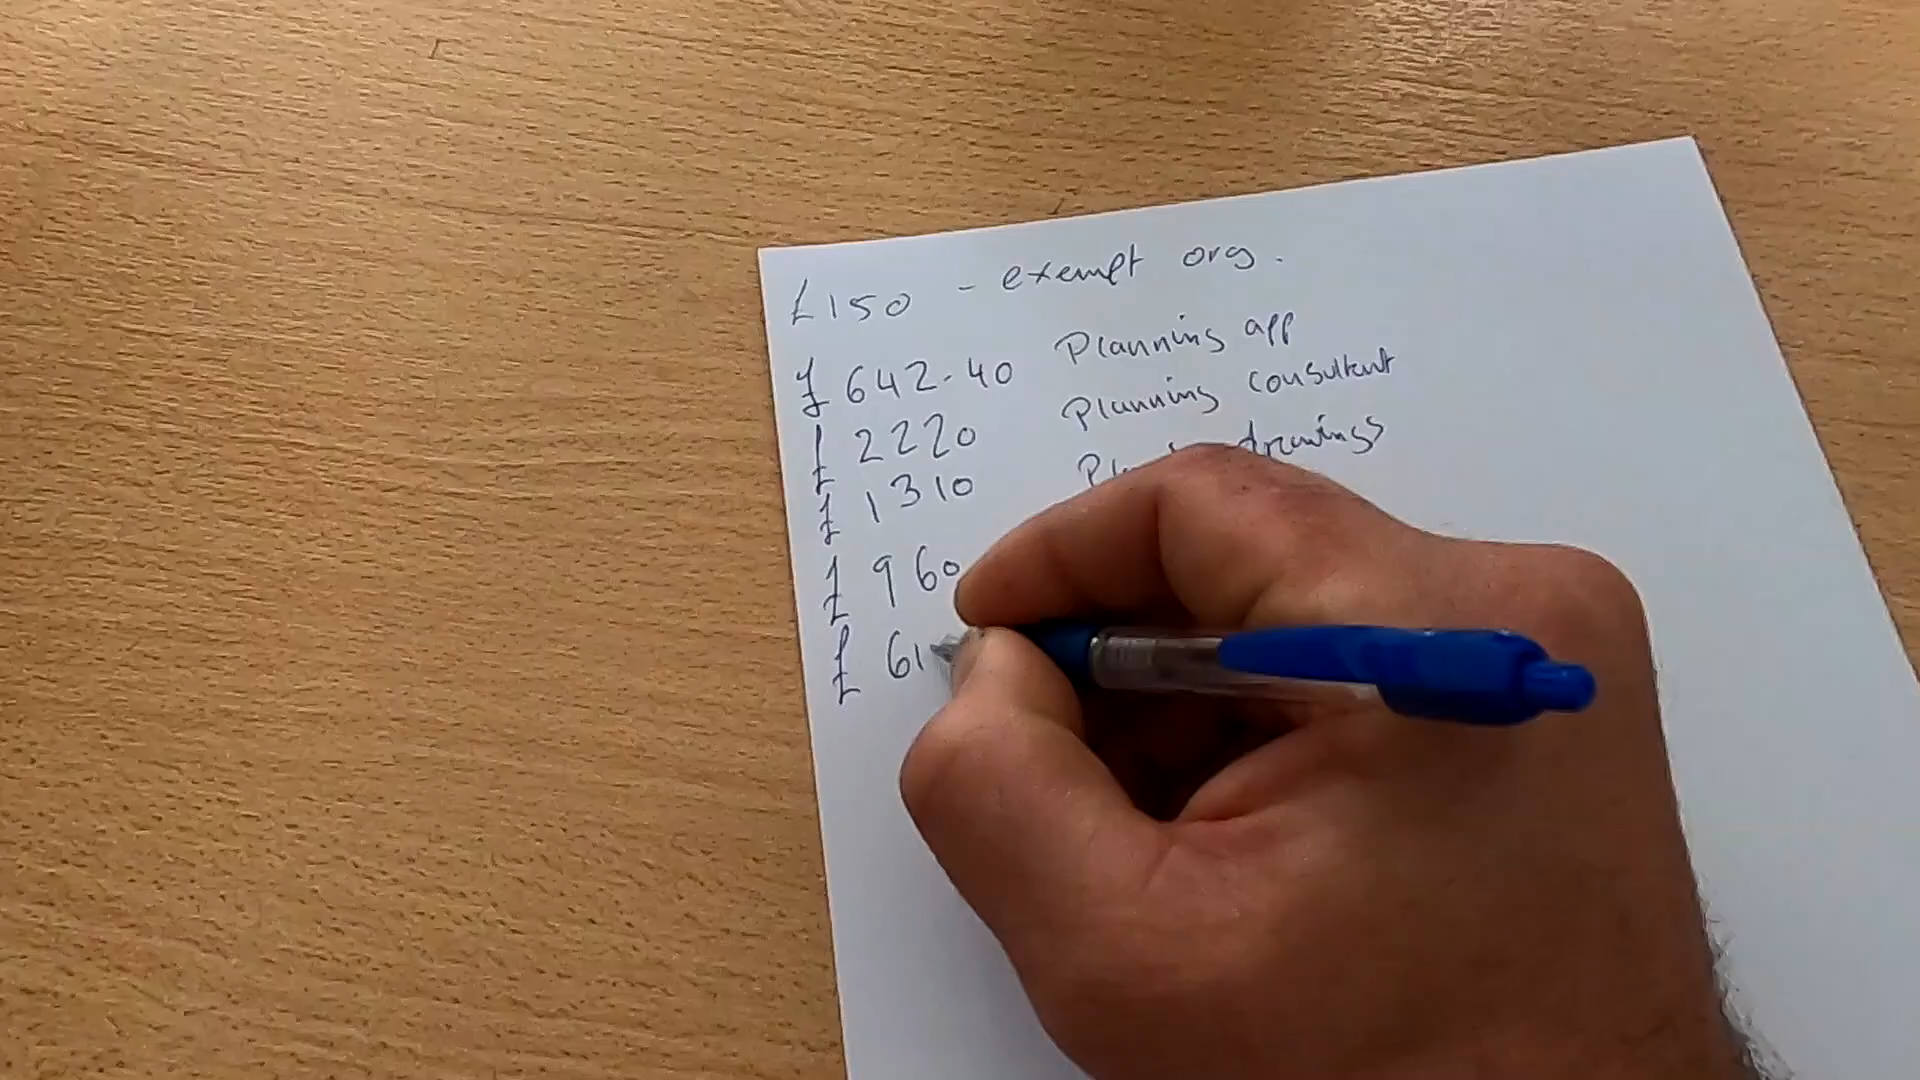 £150 - exempt org.
£642-40 Planning app
£2220 Planning consultant
£1310 drawings
£960
£61